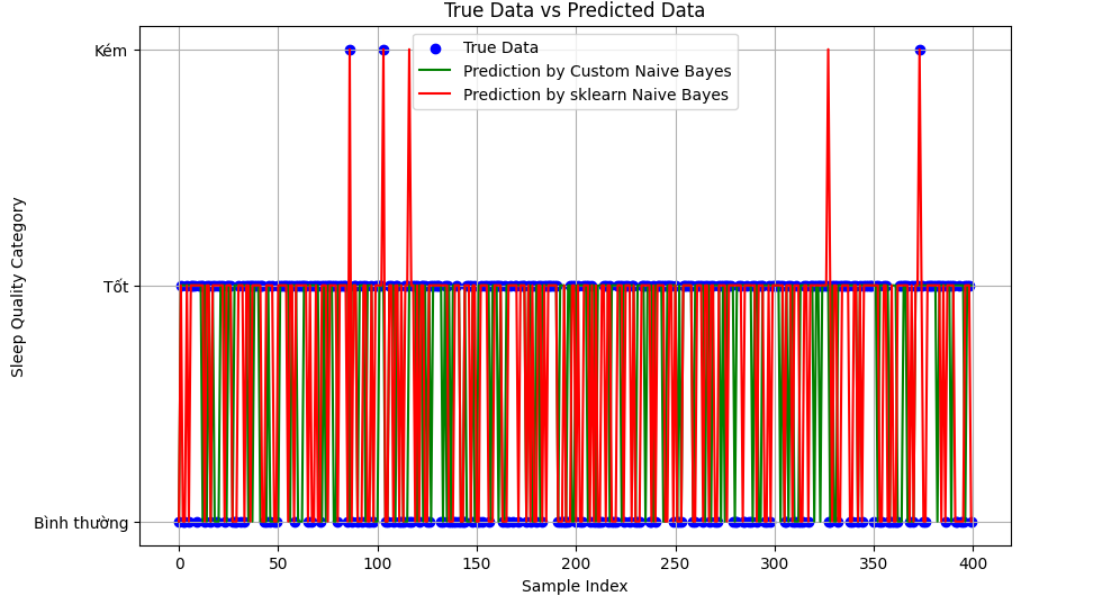 True Data vs Predicted Data
True Data
Prediction by Custom Naive Bayes
Prediction by sklearn Naive Bayes
Sleep Quality Category
Kém
Tốt
Bình thường
0 50 100 150 200 250 300 350 400
Sample Index